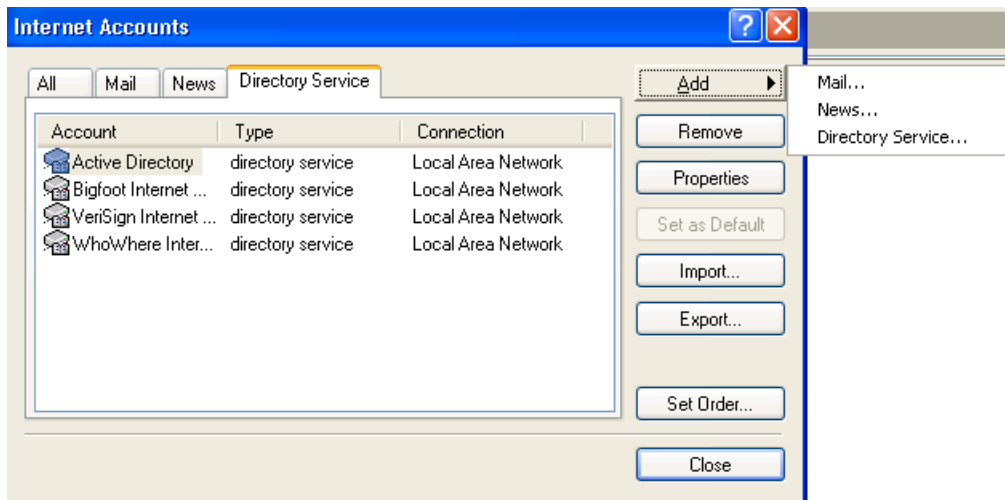 Internet Accounts
All Mail News Directory Service
Add
Mail...
News...
Directory Service...
Account Type Connection
Remove
Active Directory directory service Local Area Network
Bigfoot Internet ... directory service Local Area Network
Properties
VeriSign Internet ... directory service Local Area Network
Set as Default
WhoWhere Inter... directory service Local Area Network
Import...
Export...
Set Order...
Close